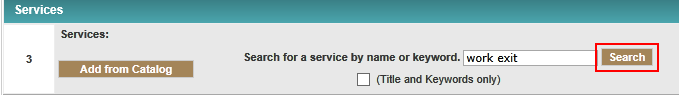 Services
Services:
3
Search for a service by name or keyword. work exit Search
Add from Catalog
(Title and Keywords only)